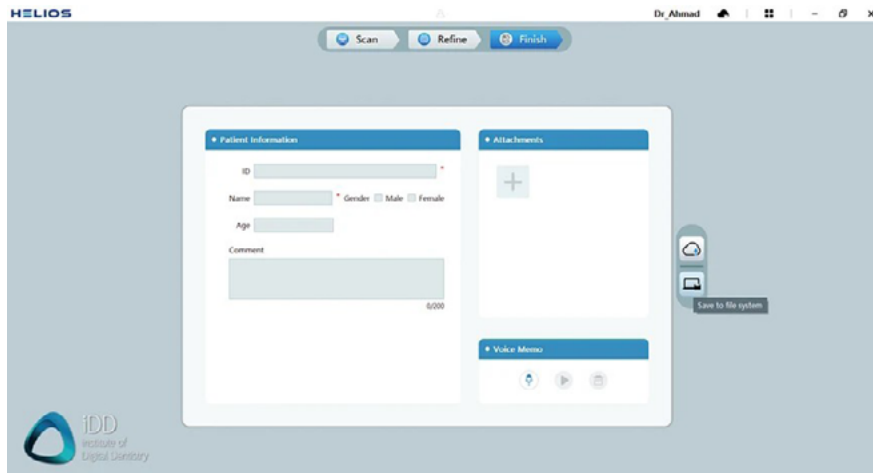 HELIOS
Dr_Ahmad
Scan
Refine
Finish
Patient Information
ID *
Name * Gender Male Female
Age
Comment
0/200
Attachments
Save to file system
Voice Memo
iDD
Institute of
Digital Dentistry